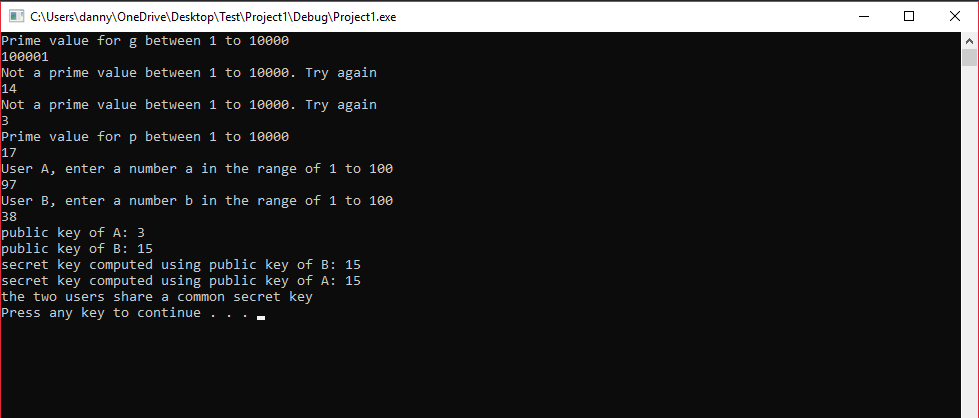 C:\Users\danny\OneDrive\Desktop\Test\Project1\Debug\Project1.exe
Prime value for g between 1 to 10000
100001
Not a prime value between 1 to 10000. Try again
14
Not a prime value between 1 to 10000. Try again
3
Prime value for p between 1 to 10000
17
User A, enter a number a in the range of 1 to 100
97
User B, enter a number b in the range of 1 to 100
38
public key of A: 3
public key of B: 15
secret key computed using public key of B: 15
secret key computed using public key of A: 15
the two users share a common secret key
Press any key to continue . . .